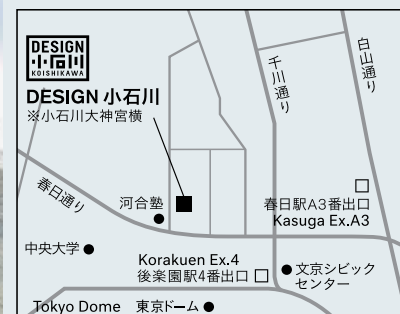 DESIGN
小石川
KOISHIKAWA
DESIGN 小石川
※小石川大神宮横
千川通り
白山通り
春日通り
河合塾
春日駅A3番出口
Kasuga Ex.A3
中央大学
Korakuen Ex.4
後楽園駅4番出口
文京シビック
センター
Tokyo Dome 東京ドーム